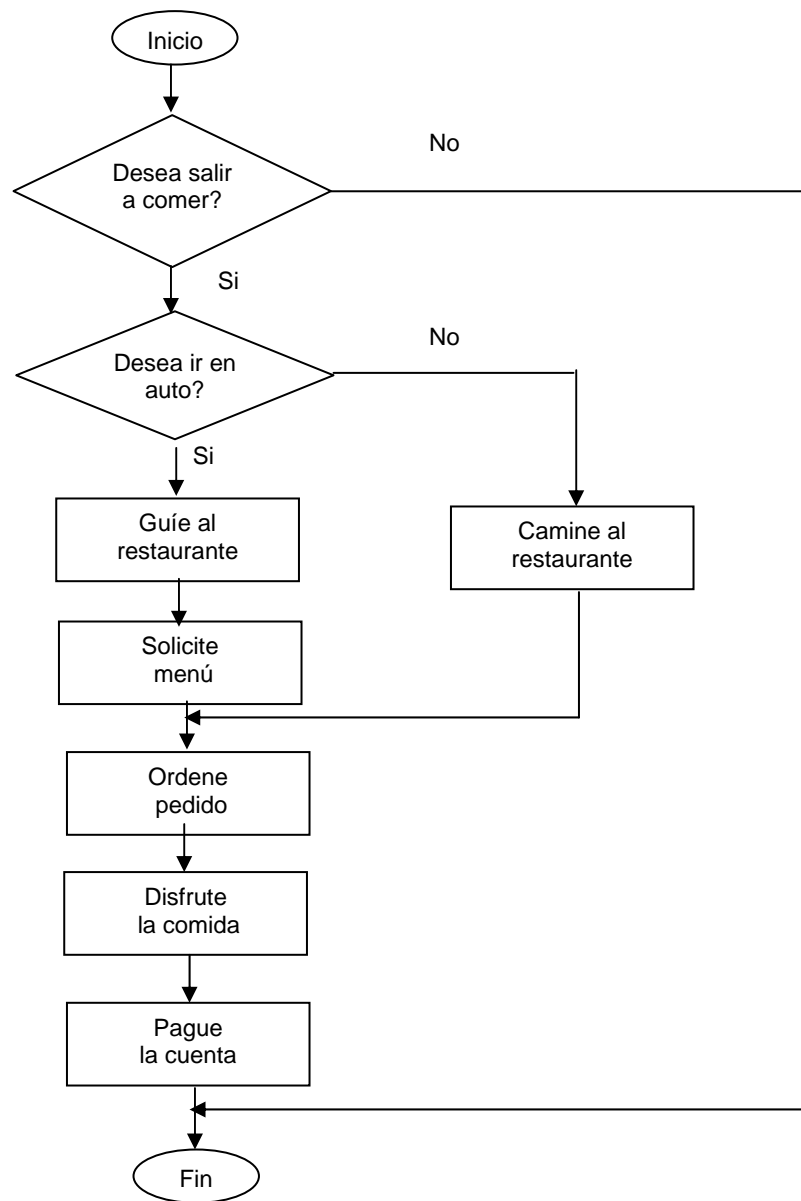 Inicio
No
Desea salir
a comer?
Si
No
Desea ir en
auto?
Si
Guíe al
restaurante
Camine al
restaurante
Solicite
menú
Ordene
pedido
Disfrute
la comida
Pague
la cuenta
Fin